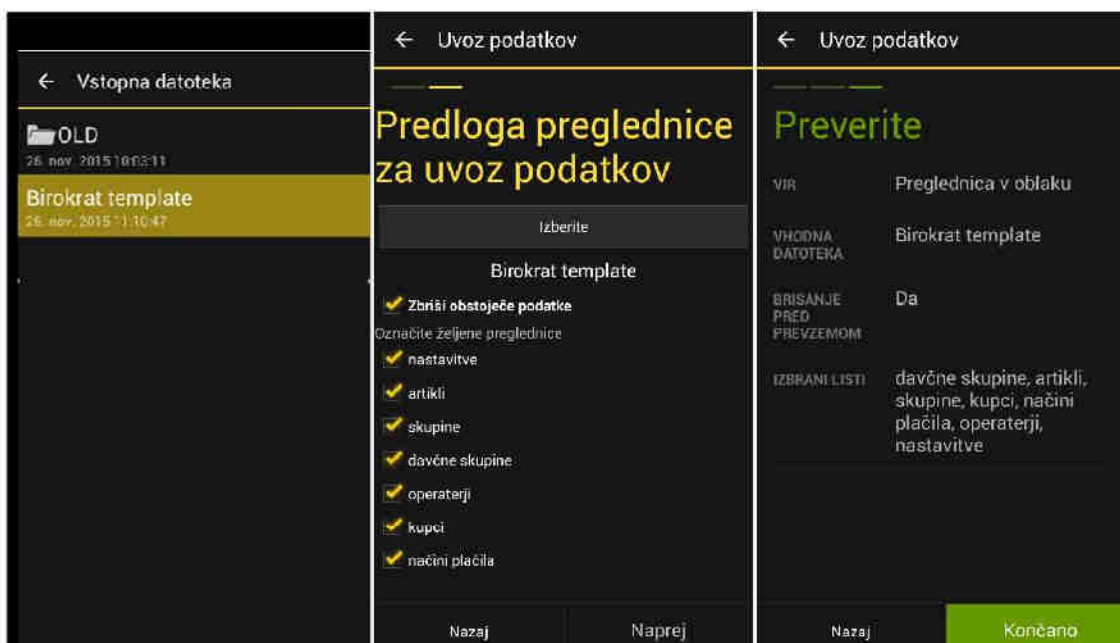 Vstopna datoteka
OLD
26. nov. 2015 10:03:11
Birokrat template
26. nov. 2015 11:10:47
Uvoz podatkov
Predloga preglednice
za uvoz podatkov
Izberite
Birokrat template
Zbriši obstoječe podatke
Označite željene preglednice
nastavitve
artikli
skupine
davčne skupine
operaterji
kupci
načini plačila
Nazaj
Naprej
Uvoz podatkov
Preverite
VIR
Preglednica v oblaku
VHODNA
DATOTEKA
Birokrat template
BRISANJE
PRED
PREVZEMOM
Da
IZBRANI LISTI
davčne skupine, artikli,
skupine, kupci, načini
plačila, operaterji,
nastavitve
Nazaj
Končano